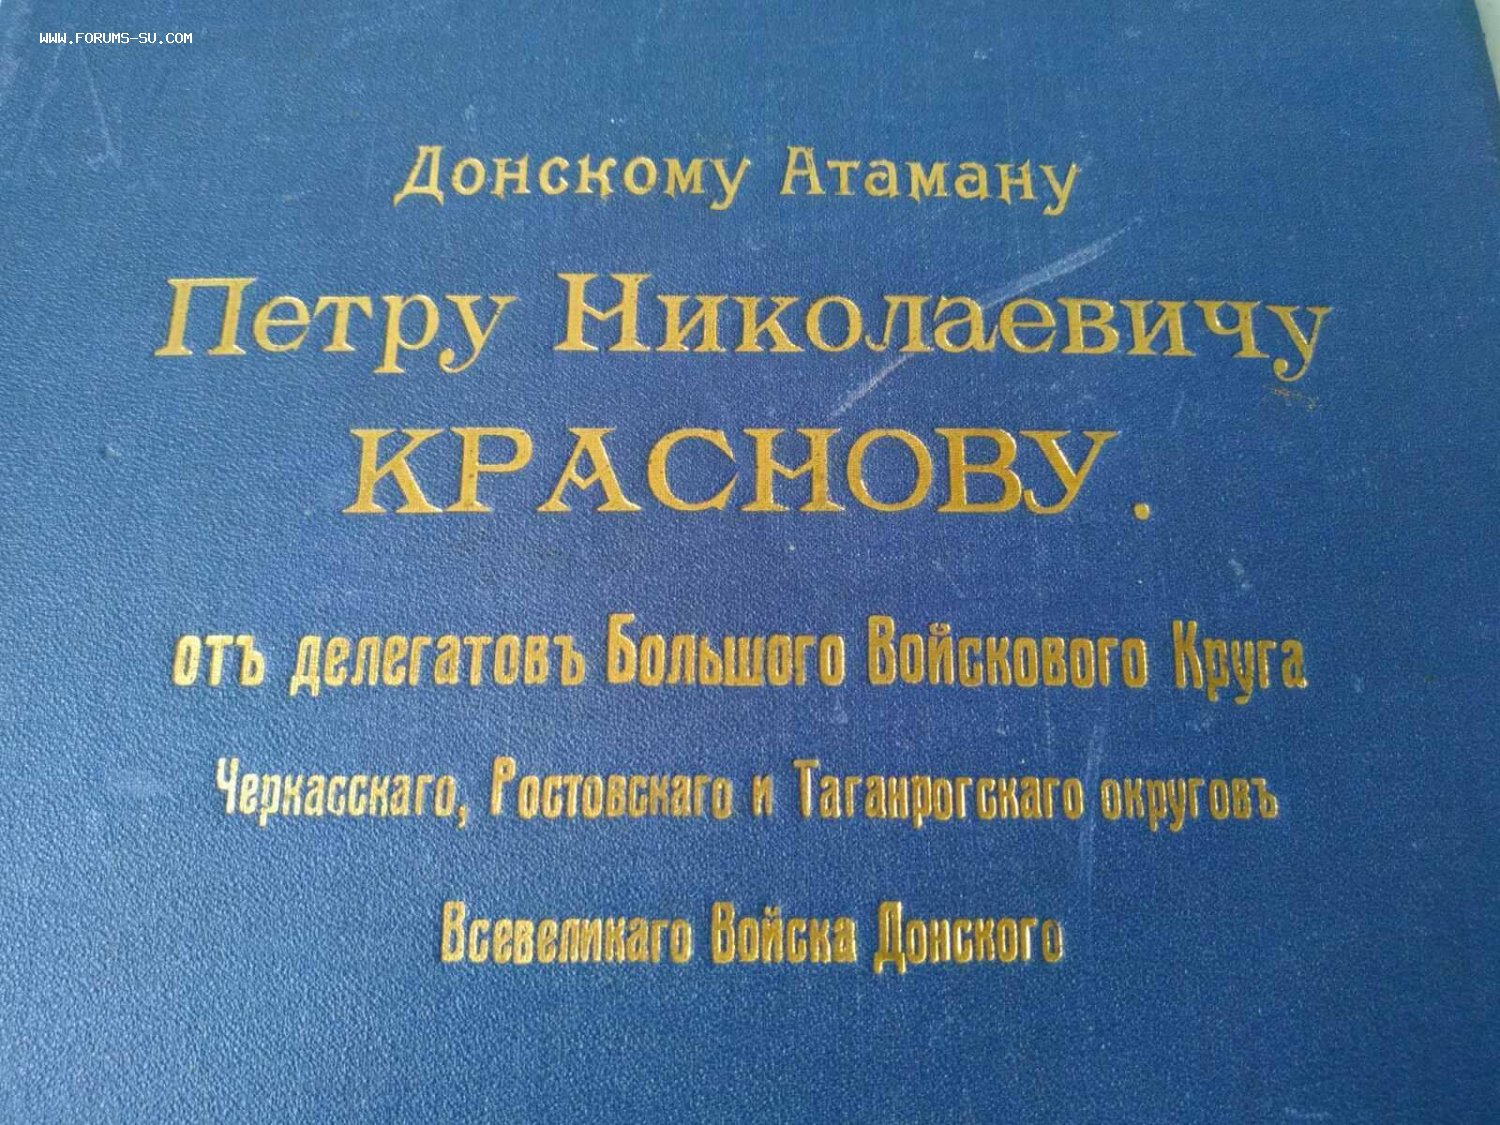 WWW.FORUMS-SU.COM
Донскому Атаману
Петру Николаевичу
КРАСНОВУ.
отъ делегатовъ Большого Войскового Круга
Черкасскаго, Ростовскаго и Таганрогскаго округовъ
Всевеликаго Войска Донского